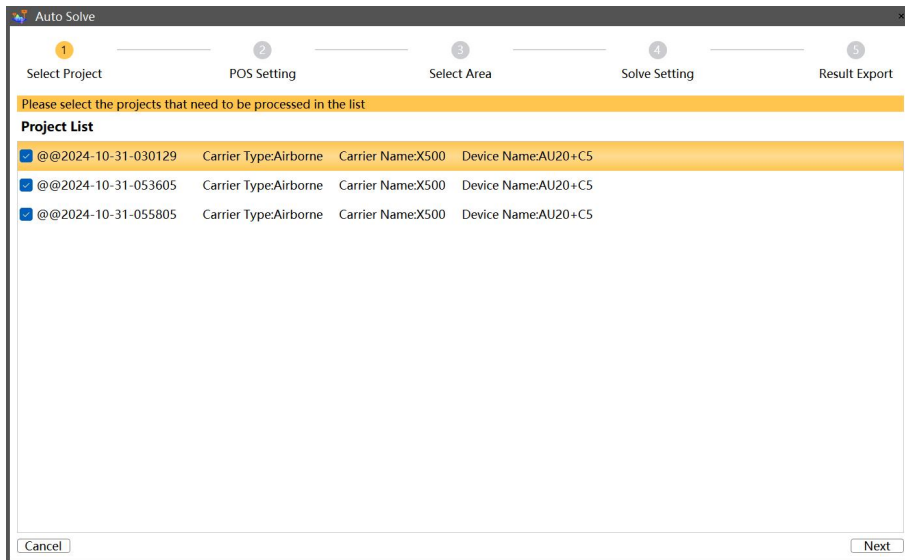 Auto Solve
1 2 3 4 5
Select Project POS Setting Select Area Solve Setting Result Export
Please select the projects that need to be processed in the list
Project List
@@2024-10-31-030129 Carrier Type:Airborne Carrier Name:X500 Device Name:AU20+C5
@@2024-10-31-053605 Carrier Type:Airborne Carrier Name:X500 Device Name:AU20+C5
@@2024-10-31-055805 Carrier Type:Airborne Carrier Name:X500 Device Name:AU20+C5
Cancel Next